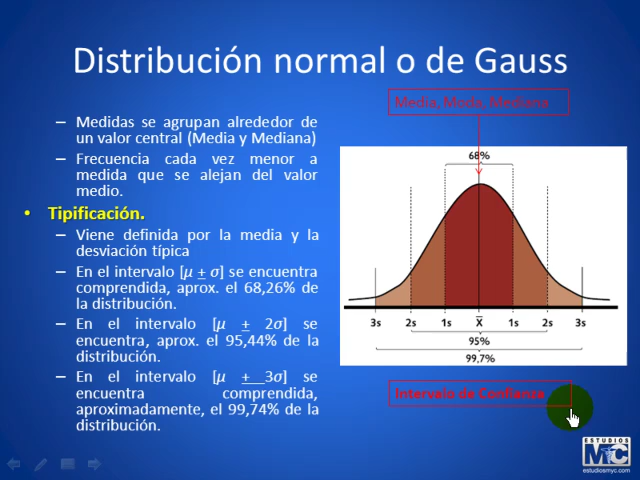 Distribución normal o de Gauss
– Medidas se agrupan alrededor de
un valor central (Media y Mediana)
– Frecuencia cada vez menor a
medida que se alejan del valor
medio.
• Tipificación.
– Viene definida por la media y la
desviación típica
– En el intervalo [μ + σ] se encuentra
comprendida, aprox. el 68,26% de
la distribución.
– En el intervalo [μ + 2σ] se
encuentra, aprox. el 95,44% de la
distribución.
– En el intervalo [μ + 3σ] se
encuentra comprendida,
aproximadamente, el 99,74% de la
distribución.
Media, Moda, Mediana
68%
3s 2s 1s X̅ 1s 2s 3s
95%
99,7%
Intervalo de Confianza
ESTUDIOS
MyC
estudiosmyc.com